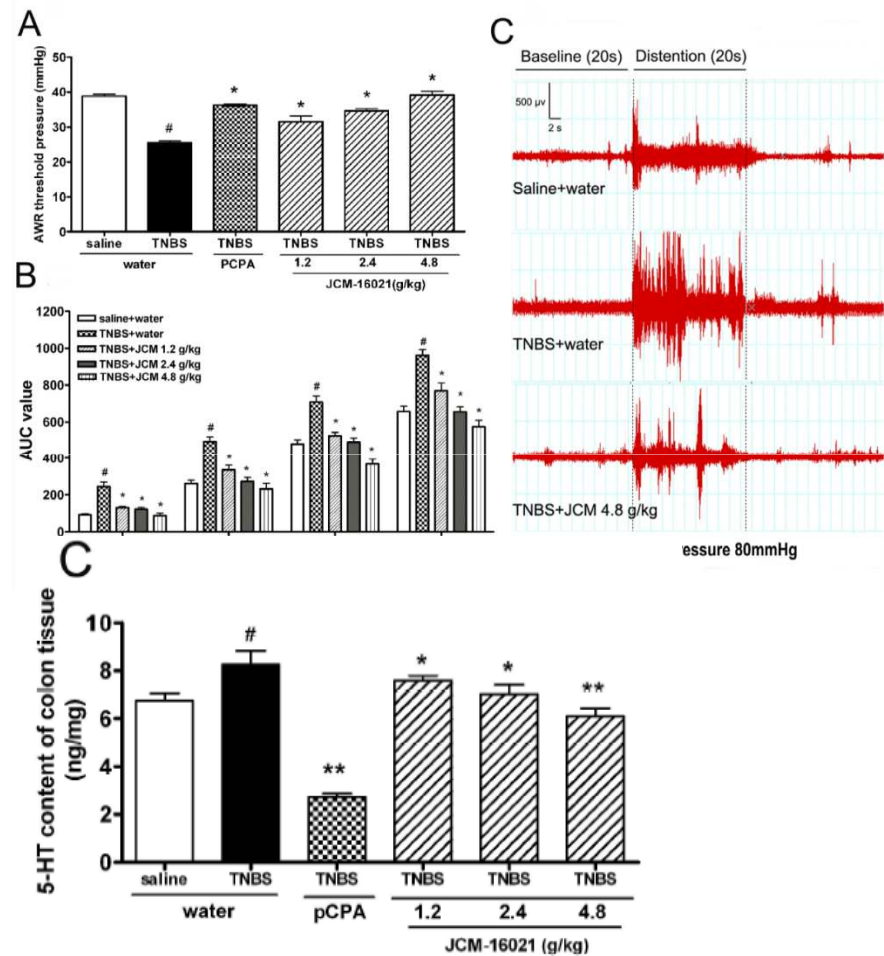 A
AWR threshold pressure (mmHg)
50
40
30
20
10
0
#
*
*
*
*
saline TNBS TNBS TNBS TNBS TNBS
water PCPA 1.2 2.4 4.8
JCM-16021(g/kg)
B
AUC value
1200
1000
800
600
400
200
0
saline+water
TNBS+water
TNBS+JCM 1.2 g/kg
TNBS+JCM 2.4 g/kg
TNBS+JCM 4.8 g/kg
# * * *
# * * *
# * * *
# * * *
C
Baseline (20s) Distention (20s)
500 μv
2 s
Saline+water
TNBS+water
TNBS+JCM 4.8 g/kg
essure 80mmHg
C
5-HT content of colon tissue
(ng/mg)
10
8
6
4
2
0
#
**
*
*
**
saline TNBS TNBS TNBS TNBS TNBS
water pCPA 1.2 2.4 4.8
JCM-16021 (g/kg)